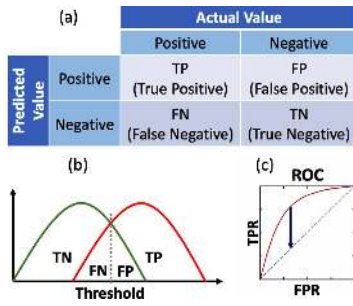 (a)
Actual Value
Positive Negative
Predicted Value
Positive
TP
(True Positive)
FP
(False Positive)
Negative
FN
(False Negative)
TN
(True Negative)
(b)
TN FN FP TP
Threshold
(c)
ROC
TPR
FPR